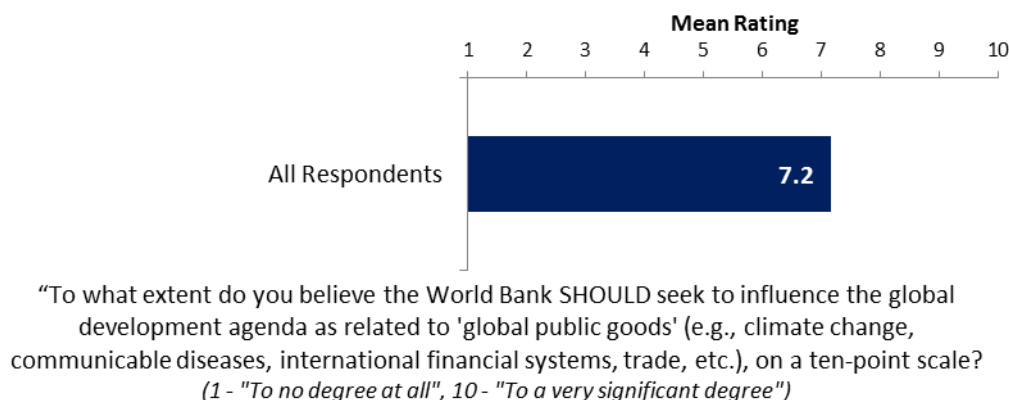 Mean Rating
1 2 3 4 5 6 7 8 9 10
All Respondents
7.2
“To what extent do you believe the World Bank SHOULD seek to influence the global
development agenda as related to 'global public goods' (e.g., climate change,
communicable diseases, international financial systems, trade, etc.), on a ten-point scale?
(1 - "To no degree at all", 10 - "To a very significant degree")